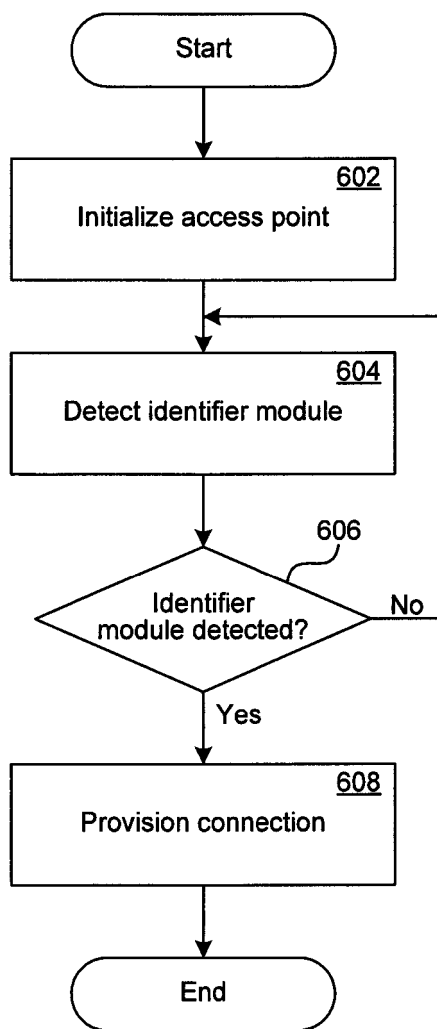 Start
602
Initialize access point
604
Detect identifier module
606
Identifier
module detected?
No
Yes
608
Provision connection
End